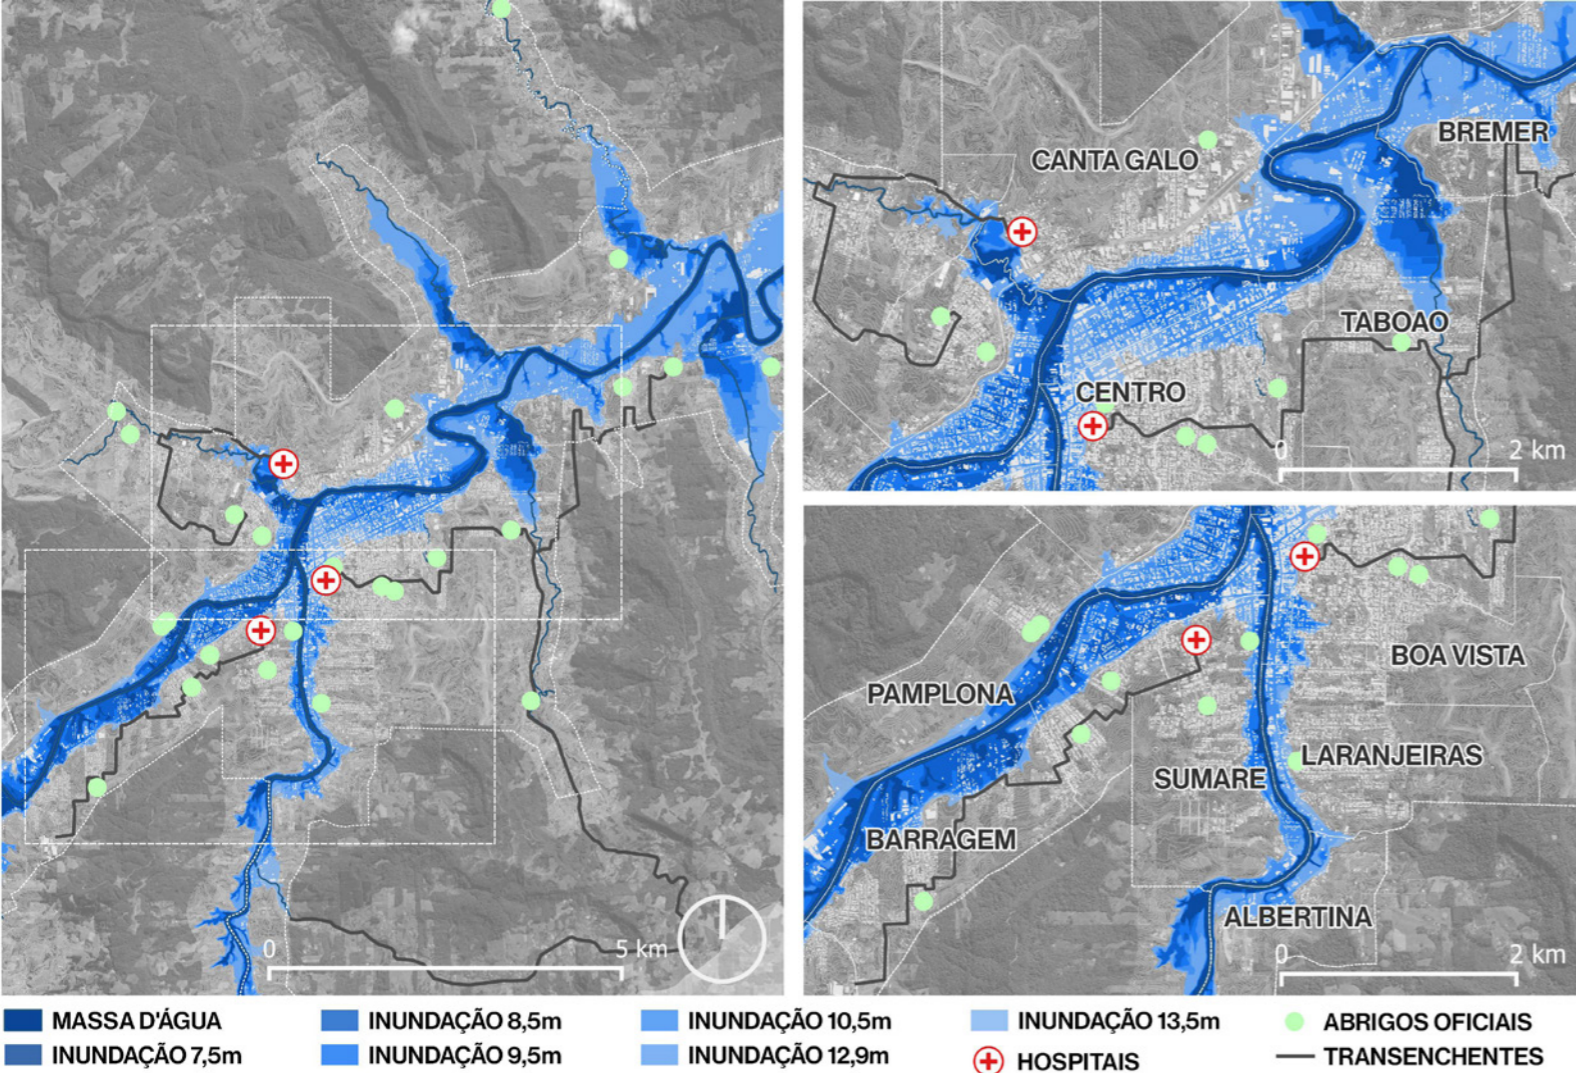 CANTA GALO
BREMER
TABOAO
CENTRO
0 2 km
PAMPLONA
BOA VISTA
LARANJEIRAS
SUMARE
BARRAGEM
ALBERTINA
0 5 km
0 2 km
MASSA D'ÁGUA
INUNDAÇÃO 7,5m
INUNDAÇÃO 8,5m
INUNDAÇÃO 9,5m
INUNDAÇÃO 10,5m
INUNDAÇÃO 12,9m
INUNDAÇÃO 13,5m
HOSPITAIS
ABRIGOS OFICIAIS
TRANSENCHENTES